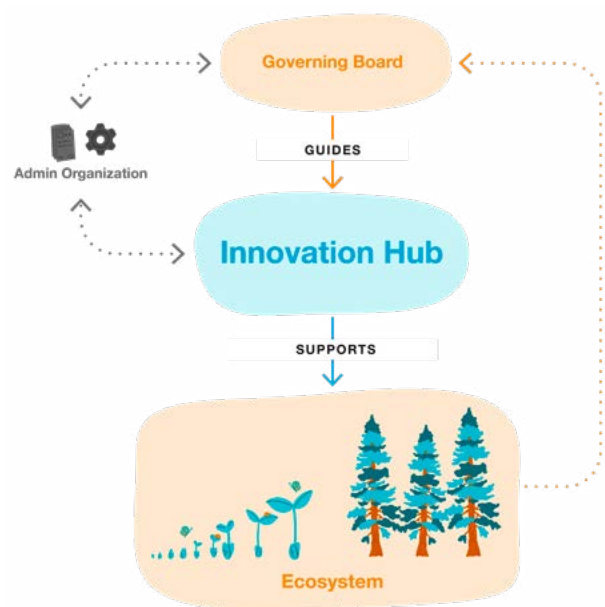 Governing Board
GUIDES
Admin Organization
Innovation Hub
SUPPORTS
Ecosystem